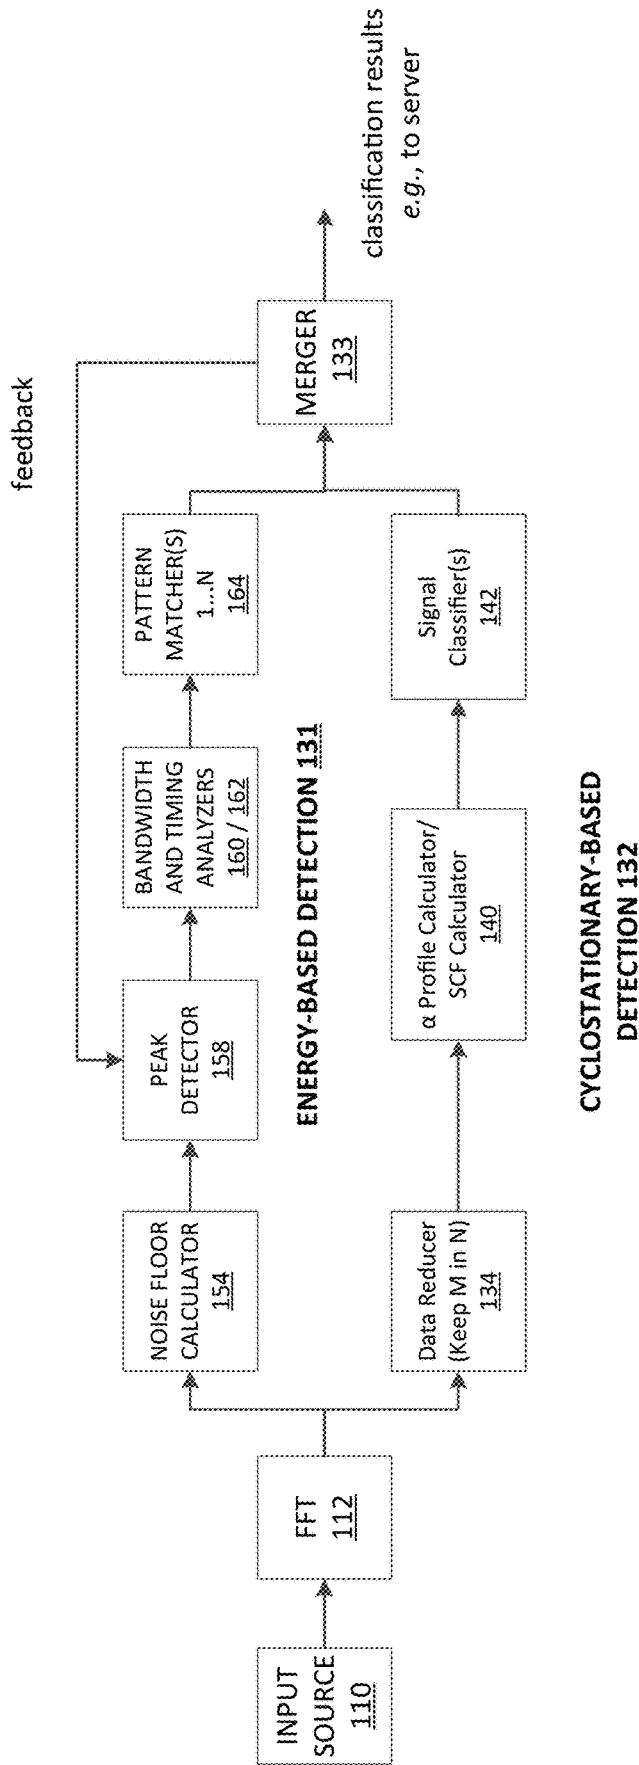 feedback
INPUT
SOURCE
110
FFT
112
NOISE FLOOR
CALCULATOR
154
PEAK
DETECTOR
158
BANDWIDTH
AND TIMING
ANALYZERS
160 / 162
PATTERN
MATCHER(S)
1...N
164
ENERGY-BASED DETECTION 131
Data Reducer
(Keep M in N)
134
α Profile Calculator/
SCF Calculator
140
Signal
Classifier(s)
142
CYCLOSTATIONARY-BASED
DETECTION 132
MERGER
133
classification results
e.g., to server